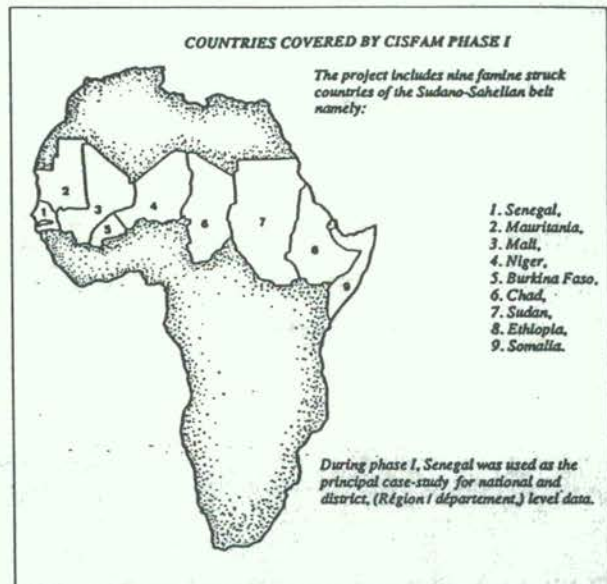 COUNTRIES COVERED BY CISFAM PHASE I
The project includes nine famine struck
countries of the Sudano-Sahelian belt
namely:
2
1
3
4
5
6
7
8
9
1. Senegal,
2. Mauritania,
3. Mali,
4. Niger,
5. Burkina Faso,
6. Chad,
7. Sudan,
8. Ethiopia,
9. Somalia.
During phase I, Senegal was used as the
principal case-study for national and
district, (Région / département,) level data.